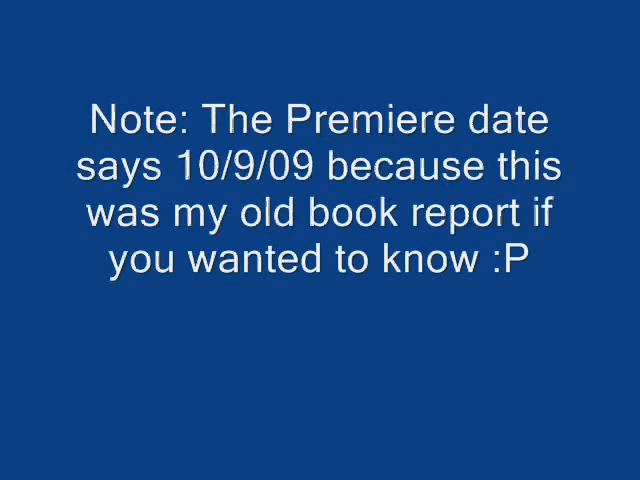 Note: The Premiere date
says 10/9/09 because this
was my old book report if
you wanted to know :P